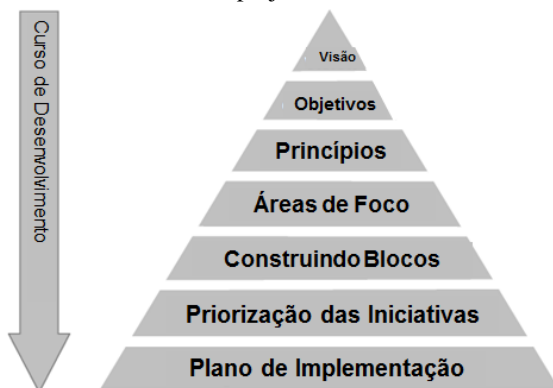 Curso de Desenvolvimento
Visão
Objetivos
Princípios
Áreas de Foco
Construindo Blocos
Priorização das Iniciativas
Plano de Implementação